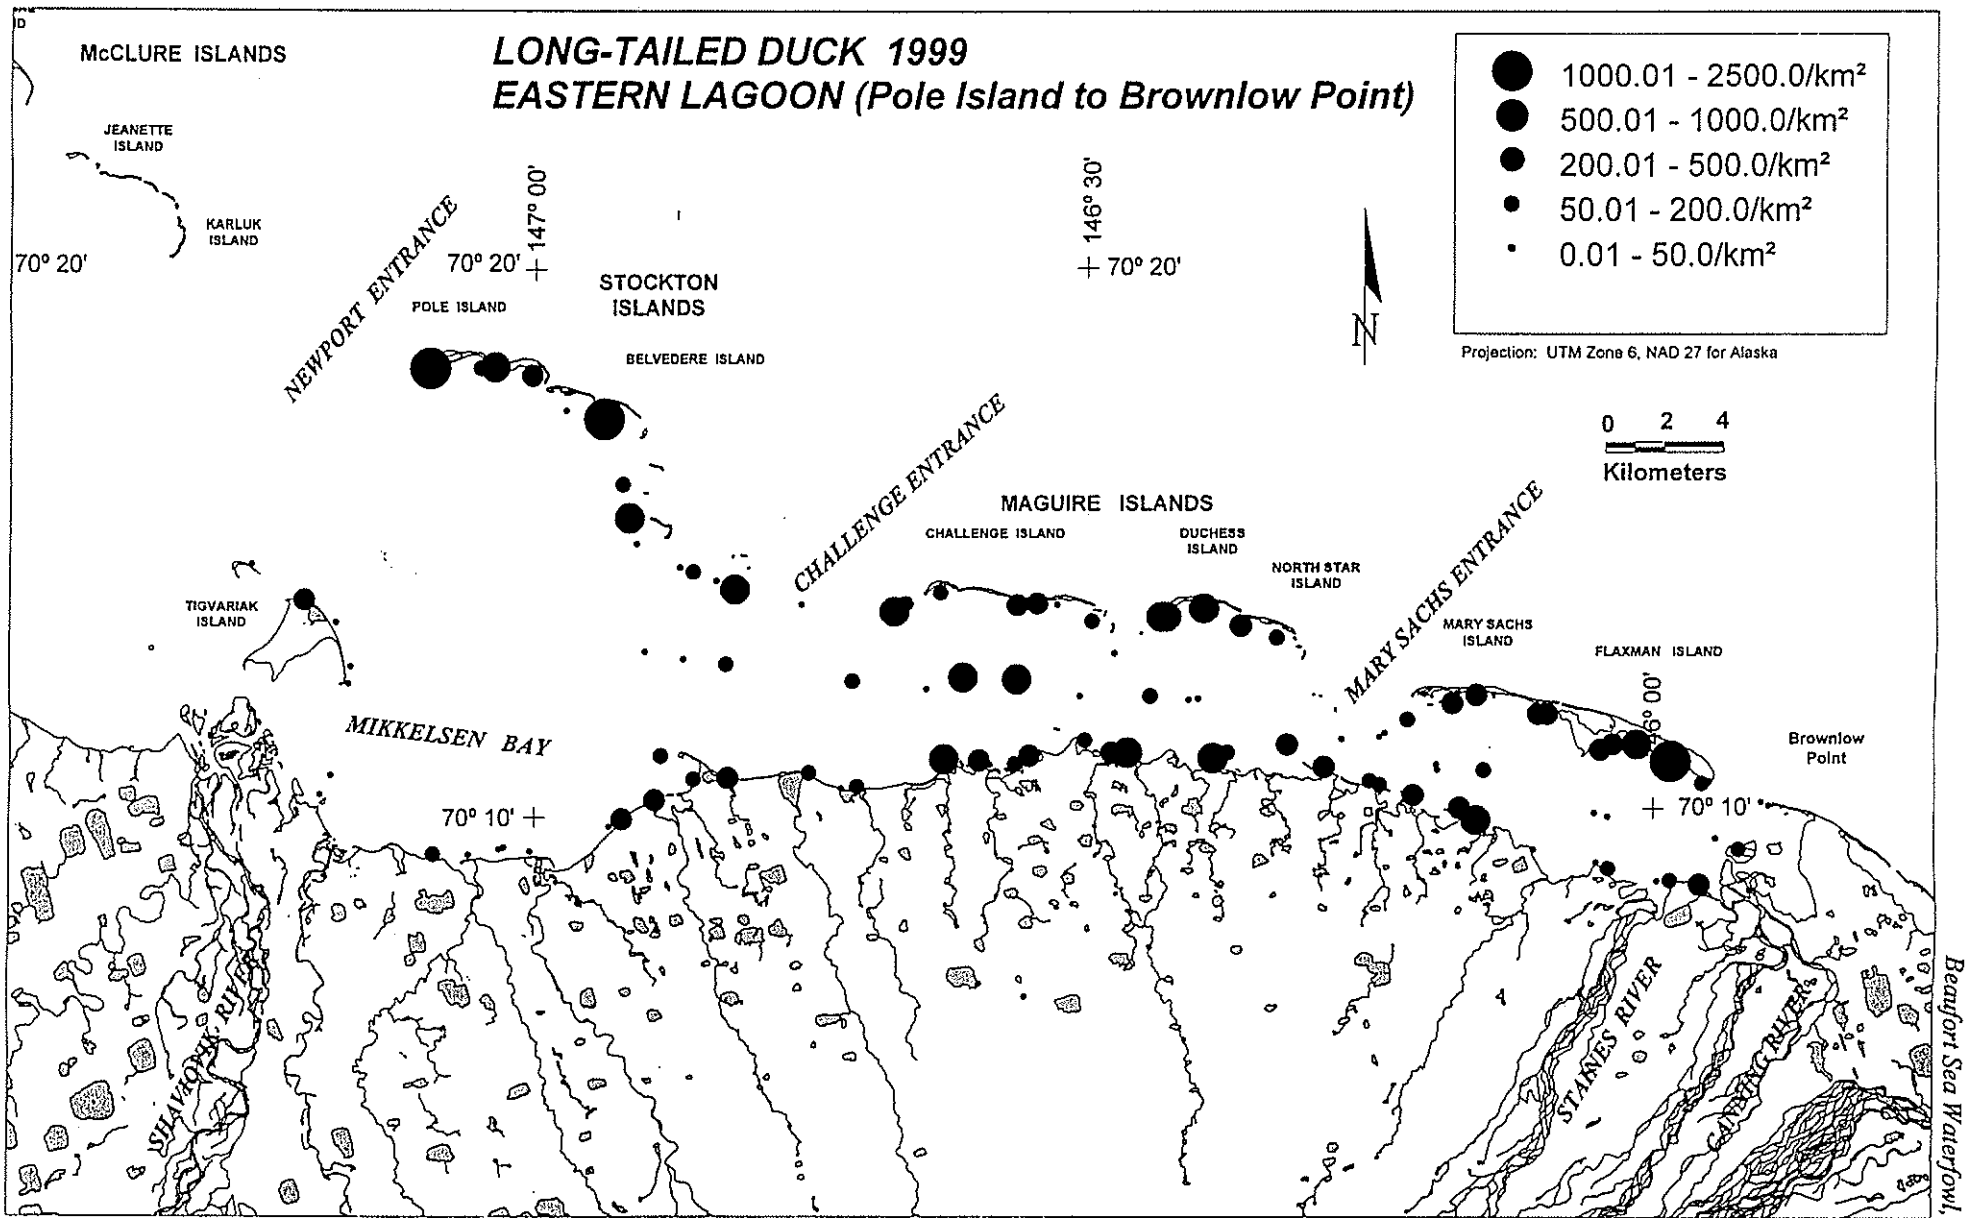 ID
McCLURE ISLANDS
LONG-TAILED DUCK 1999
EASTERN LAGOON (Pole Island to Brownlow Point)
1000.01 - 2500.0/km²
500.01 - 1000.0/km²
200.01 - 500.0/km²
50.01 - 200.0/km²
0.01 - 50.0/km²
Projection: UTM Zone 6, NAD 27 for Alaska
JEANETTE
ISLAND
KARLUK
ISLAND
70° 20'
NEWPORT ENTRANCE
147° 00'
70° 20'
146° 30'
70° 20'
N
STOCKTON
ISLANDS
POLE ISLAND
BELVEDERE ISLAND
0 2 4
Kilometers
CHALLENGE ENTRANCE
MAGUIRE ISLANDS
CHALLENGE ISLAND
DUCHESS
ISLAND
NORTH STAR
ISLAND
MARY SACHS ENTRANCE
TIGVARIAK
ISLAND
MARY SACHS
ISLAND
FLAXMAN ISLAND
MIKKELSEN BAY
Brownlow
Point
70° 10'
70° 10'
SHAVIOVIK RIVER
STAINES RIVER
CANNING RIVER
Beaufort Sea Waterfowl,